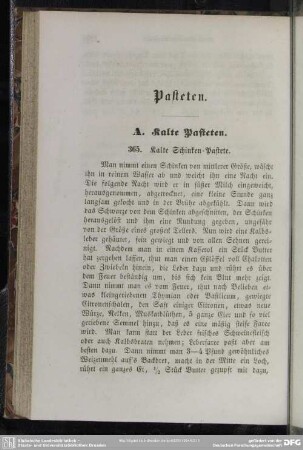 Pasteten.
A. Kalte Pasteten.
365. Kalte Schinken-Pastete.
Man nimmt einen Schinken von mittlerer Größe, wäscht
ihn in reinem Wasser ab und weicht ihn eine Nacht ein.
Die folgende Nacht wird er in süßer Milch eingeweicht,
herausgenommen, abgetrocknet, eine kleine Stunde ganz
langsam gekocht und in der Brühe abgekühlt. Dann wird
das Schwarze von dem Schinken abgeschnitten, der Schinken
herausgelöst und ihm eine Rundung gegeben, ungefähr
von der Größe eines großen Tellers. Nun wird eine Kalbs-
leber gehäutet, fein gewiegt und von allen Sehnen gerei-
nigt. Nachdem man in einem Kasserol ein Stück Butter
hat zergehen lassen, thut man einen Eßlöffel voll Chalotten
oder Zwiebeln hinein, die Leber dazu und rührt es über
dem Feuer beständig um, bis sich kein Blut mehr zeigt.
Dann nimmt man es vom Feuer, thut nach Belieben et-
was kleingeriebenen Thymian oder Basilicum, gewiegte
Citronenschalen, den Saft einiger Citronen, etwas neue
Würze, Nelken, Muskatblüthen, 5 ganze Eier und so viel
geriebene Semmel hinzu, daß es eine mäßig steife Farce
wird. Man kann statt der Leber frisches Schweinefleisch
oder auch Kalbsbraten nehmen; Leberfarce paßt aber am
besten dazu. Dann nimmt man 3—4 Pfund gewöhnliches
Weizenmehl auf's Backbret, macht in der Mitte ein Loch,
rührt ein ganzes Ei, ½ Stück Butter gezupft mit dazu,